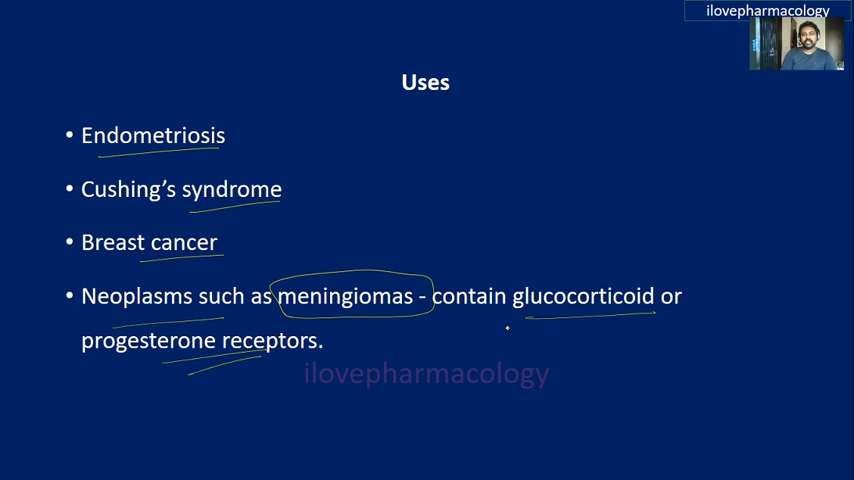 ilovepharmacology
Uses
• Endometriosis
• Cushing’s syndrome
• Breast cancer
• Neoplasms such as meningiomas - contain glucocorticoid or
progesterone receptors.
ilovepharmacology